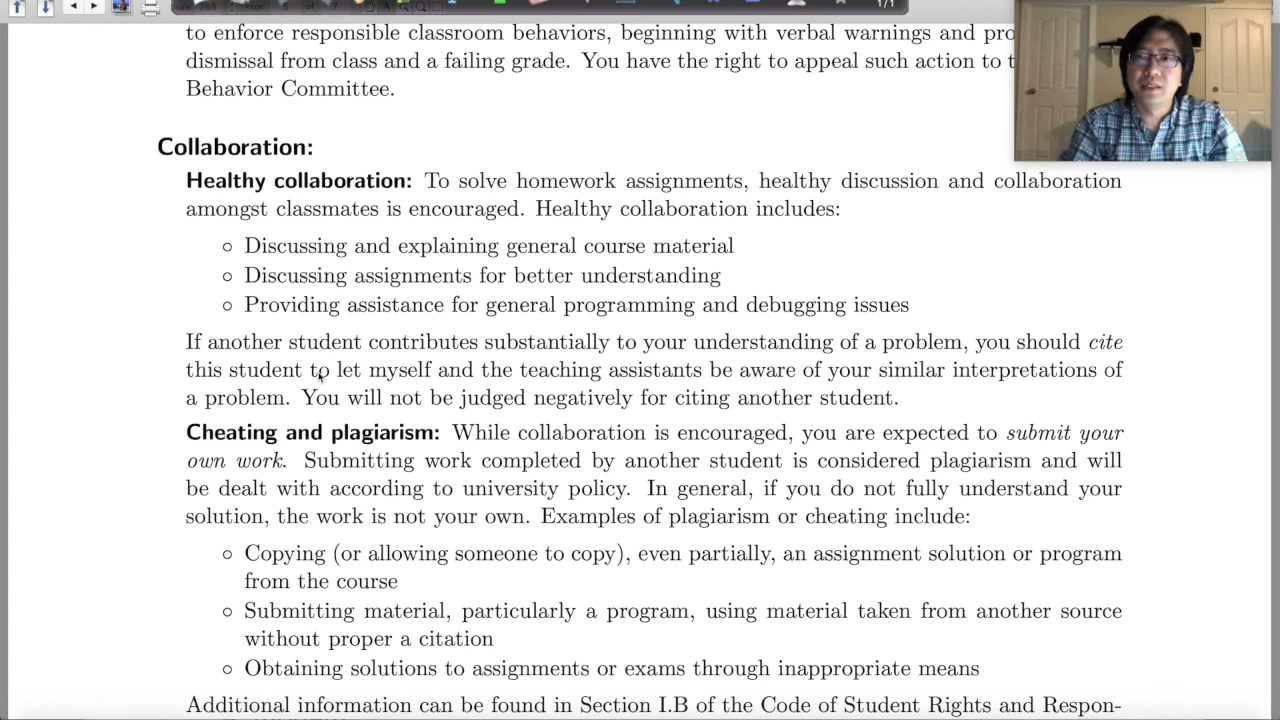 1/1
to enforce responsible classroom behaviors, beginning with verbal warnings and pro
dismissal from class and a failing grade. You have the right to appeal such action to t
Behavior Committee.
Collaboration:
Healthy collaboration: To solve homework assignments, healthy discussion and collaboration
amongst classmates is encouraged. Healthy collaboration includes:
◦ Discussing and explaining general course material
◦ Discussing assignments for better understanding
◦ Providing assistance for general programming and debugging issues
If another student contributes substantially to your understanding of a problem, you should cite
this student to let myself and the teaching assistants be aware of your similar interpretations of
a problem. You will not be judged negatively for citing another student.
Cheating and plagiarism: While collaboration is encouraged, you are expected to submit your
own work. Submitting work completed by another student is considered plagiarism and will
be dealt with according to university policy. In general, if you do not fully understand your
solution, the work is not your own. Examples of plagiarism or cheating include:
◦ Copying (or allowing someone to copy), even partially, an assignment solution or program
from the course
◦ Submitting material, particularly a program, using material taken from another source
without proper a citation
◦ Obtaining solutions to assignments or exams through inappropriate means
Additional information can be found in Section I.B of the Code of Student Rights and Respon-